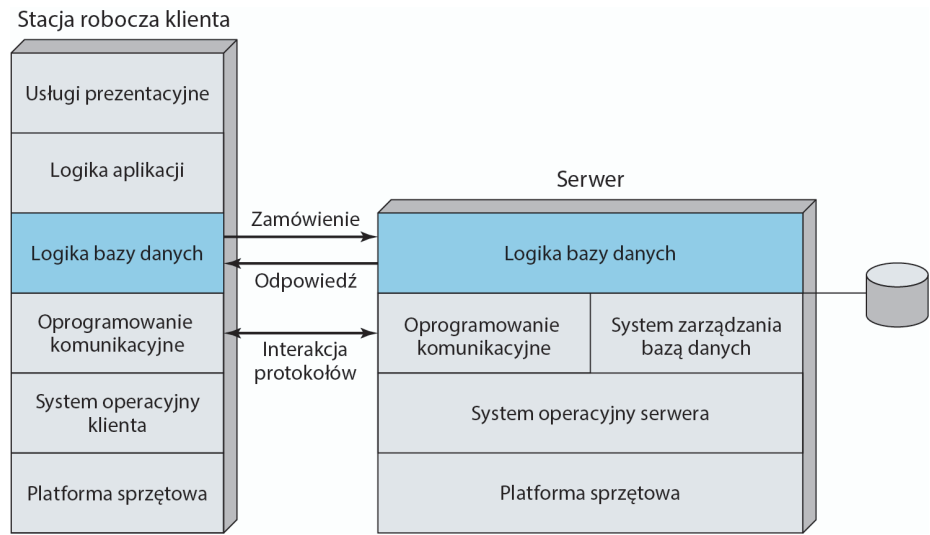 Stacja robocza klienta
Usługi prezentacyjne
Logika aplikacji
Logika bazy danych
Oprogramowanie
komunikacyjne
System operacyjny
klienta
Platforma sprzętowa
Zamówienie
Odpowiedź
Interakcja
protokołów
Serwer
Logika bazy danych
Oprogramowanie
komunikacyjne
System zarządzania
bazą danych
System operacyjny serwera
Platforma sprzętowa